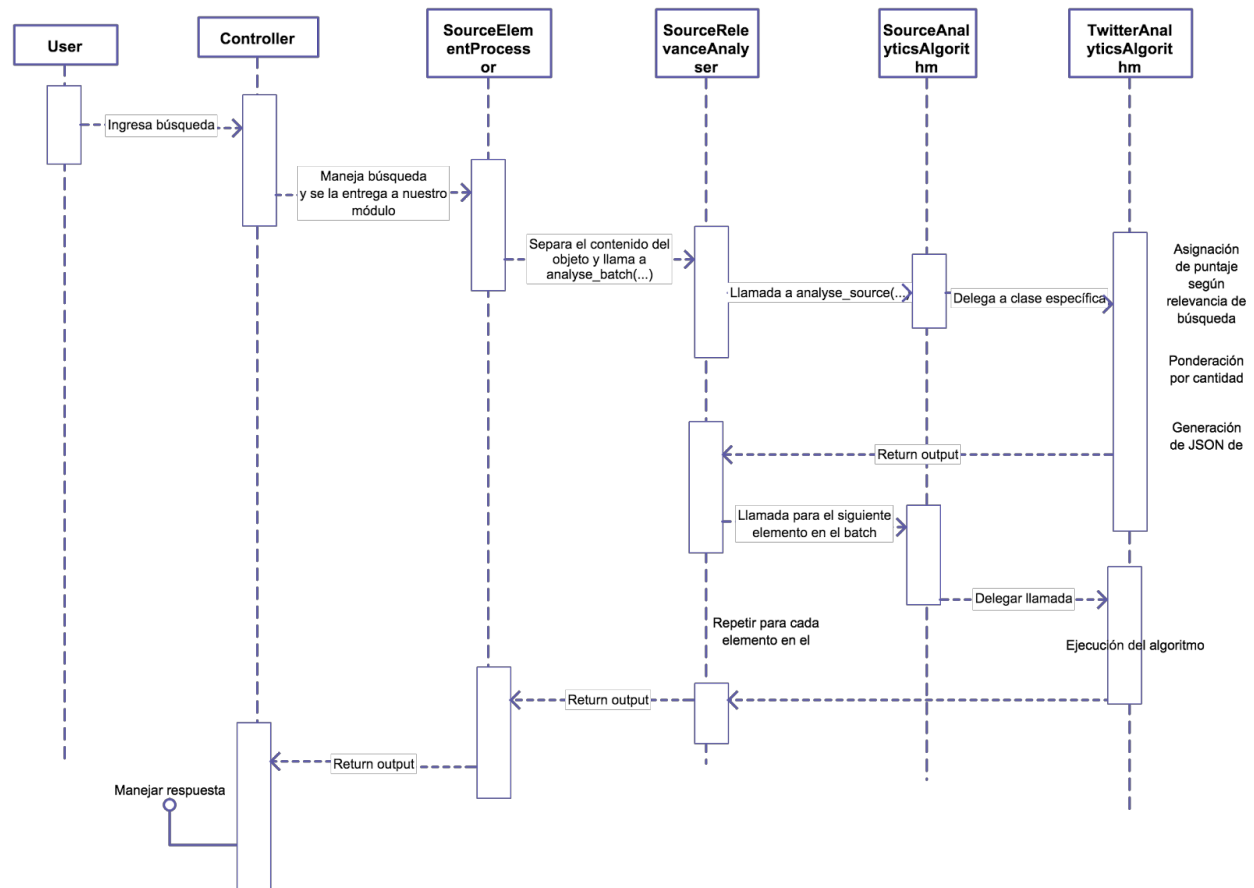 User
Controller
SourceElem
entProcess
or
SourceRele
vanceAnaly
ser
SourceAnal
yticsAlgorit
hm
TwitterAnal
yticsAlgorit
hm
Ingresa búsqueda
Maneja búsqueda
y se la entrega a nuestro
módulo
Separa el contenido del
objeto y llama a
analyse_batch(...)
Llamada a analyse_source(...)
Delega a clase específica
Asignación
de puntaje
según
relevancia de
búsqueda
Ponderación
por cantidad
Generación
de JSON de
Return output
Llamada para el siguiente
elemento en el batch
Delegar llamada
Repetir para cada
elemento en el
Ejecución del algoritmo
Return output
Return output
Manejar respuesta